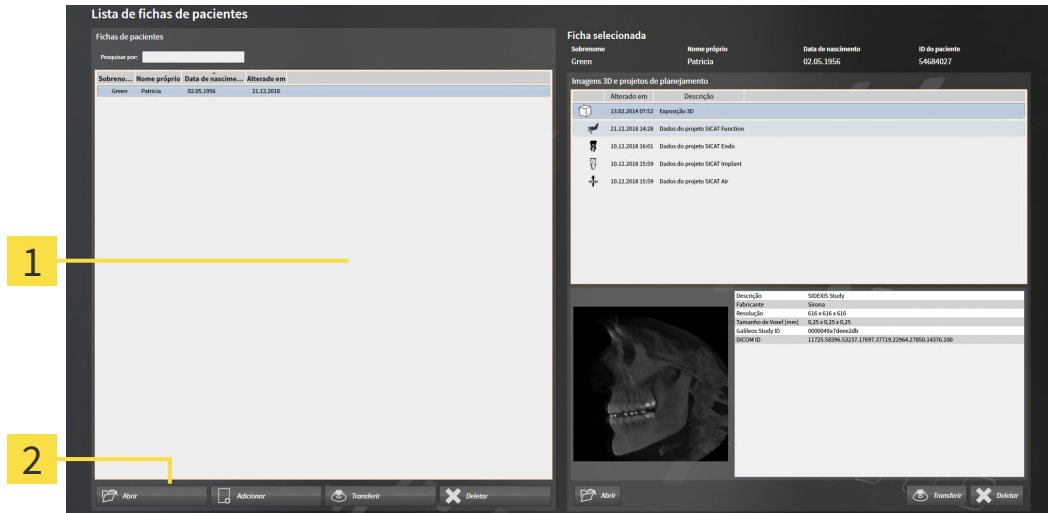 Lista de fichas de pacientes
Fichas de pacientes
Pesquisar por:
Sobreno... Nome próprio Data de nascime... Alterado em
Green Patricia 02.05.1956 21.12.2018
1
2
Abrir Adicionar Transferir Deletar
Ficha selecionada
Sobrenome Nome próprio Data de nascimento ID do paciente
Green Patricia 02.05.1956 54684027
Imagens 3D e projetos de planejamento
Alterado em Descrição
13.02.2014 07:52 Exposição 3D
21.12.2018 14:28 Dados do projeto SICAT Function
10.12.2018 16:01 Dados do projeto SICAT Endo
10.12.2018 15:59 Dados do projeto SICAT Implant
10.12.2018 15:59 Dados do projeto SICAT Air
Descrição SIDEXIS Study
Fabricante Sirona
Resolução 616 x 616 x 616
Tamanho de Voxel [mm] 0,25 x 0,25 x 0,25
Galileos Study ID 0000049a7deee2db
DICOM ID 11725.58396.53237.17697.37719.22964.27850.14376.100
Abrir Transferir Deletar